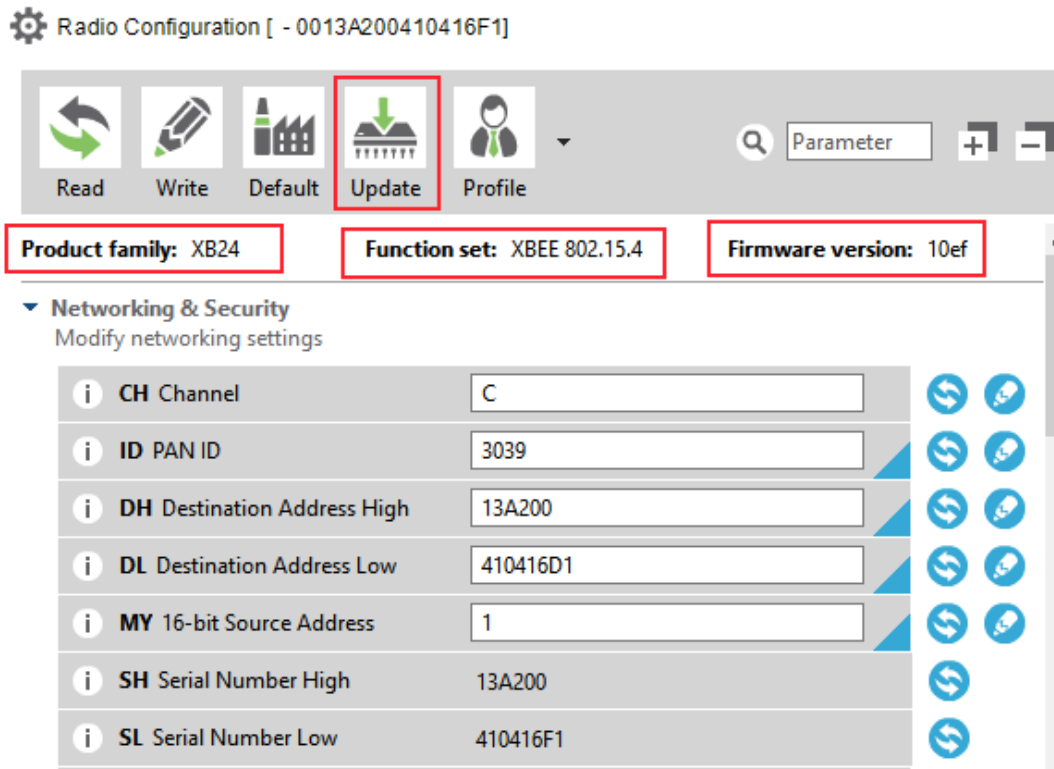 Radio Configuration [ - 0013A200410416F1]
Read Write Default Update Profile Parameter
Product family: XB24 Function set: XBEE 802.15.4 Firmware version: 10ef
Networking & Security
Modify networking settings
i CH Channel C
i ID PAN ID 3039
i DH Destination Address High 13A200
i DL Destination Address Low 410416D1
i MY 16-bit Source Address 1
i SH Serial Number High 13A200
i SL Serial Number Low 410416F1